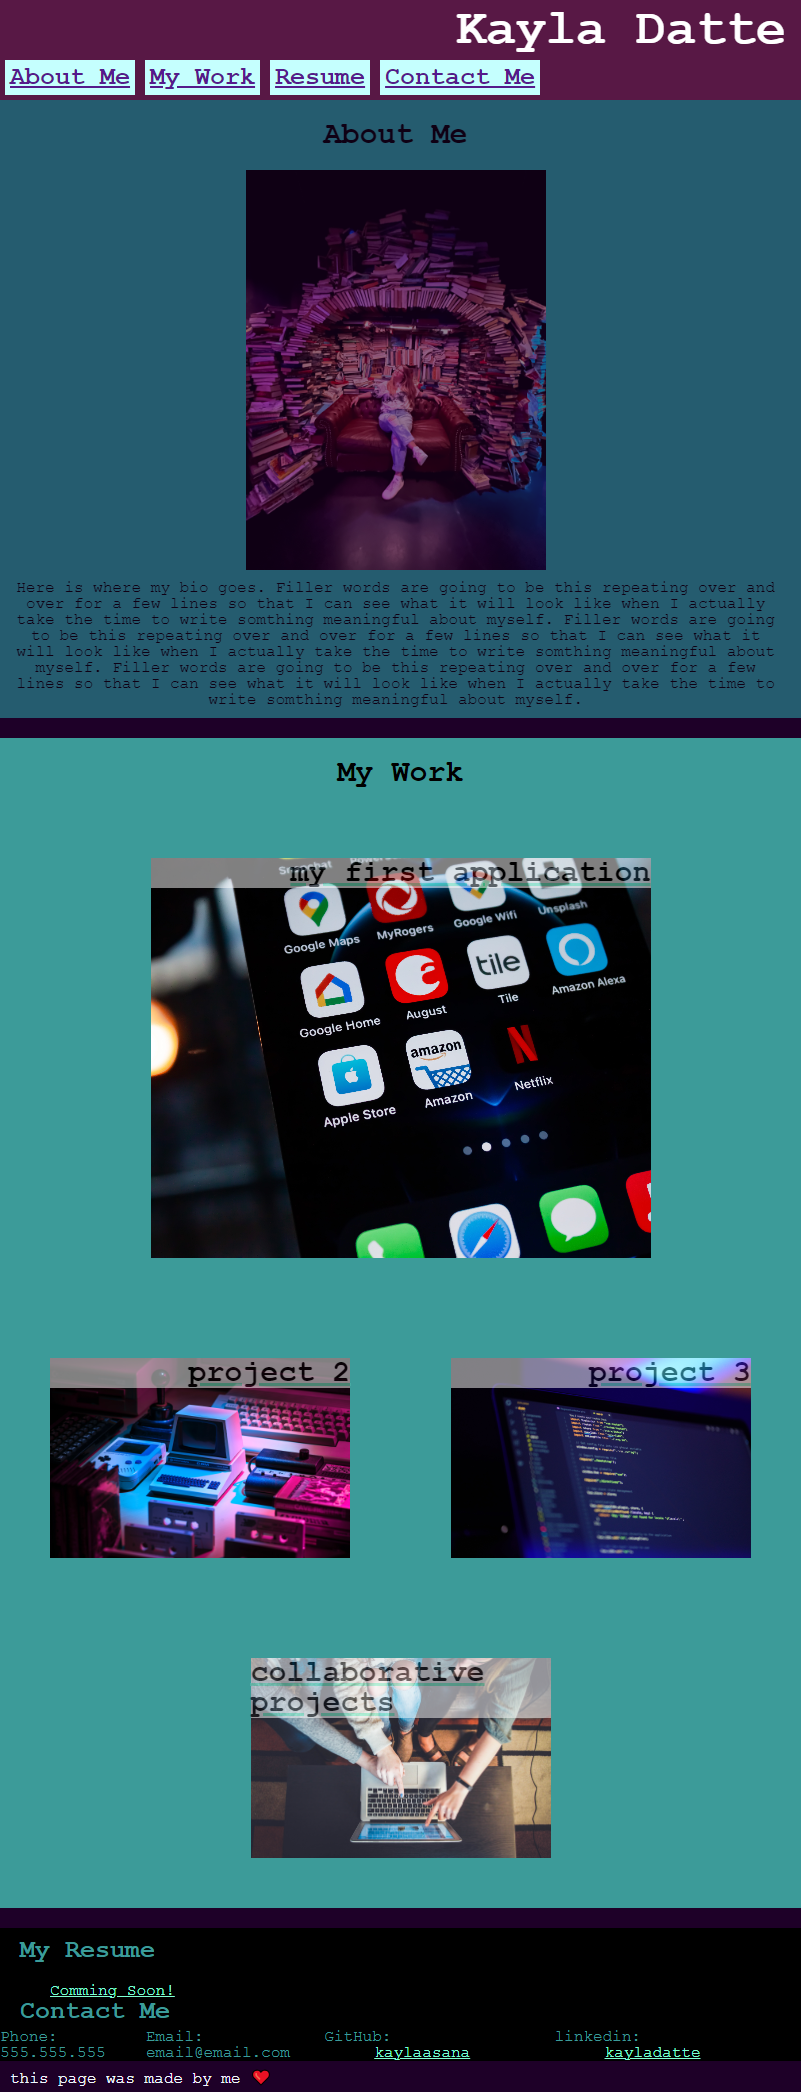 Kayla Datte
About Me My Work Resume Contact Me
About Me
Here is where my bio goes. Filler words are going to be this repeating over and
over for a few lines so that I can see what it will look like when I actually
take the time to write somthing meaningful about myself. Filler words are going
to be this repeating over and over for a few lines so that I can see what it
will look like when I actually take the time to write somthing meaningful about
myself. Filler words are going to be this repeating over and over for a few
lines so that I can see what it will look like when I actually take the time to
write somthing meaningful about myself.
My Work
my first application
Google Maps MyRogers Google Wifi Unsplash
tile
Google Home August Tile Amazon Alexa
amazon
Apple Store Amazon Netflix
project 2 project 3
collaborative
projects
My Resume
Comming Soon!
Contact Me
Phone: Email: GitHub: linkedin:
555.555.555 email@email.com kaylaasana kayladatte
this page was made by me ❤️